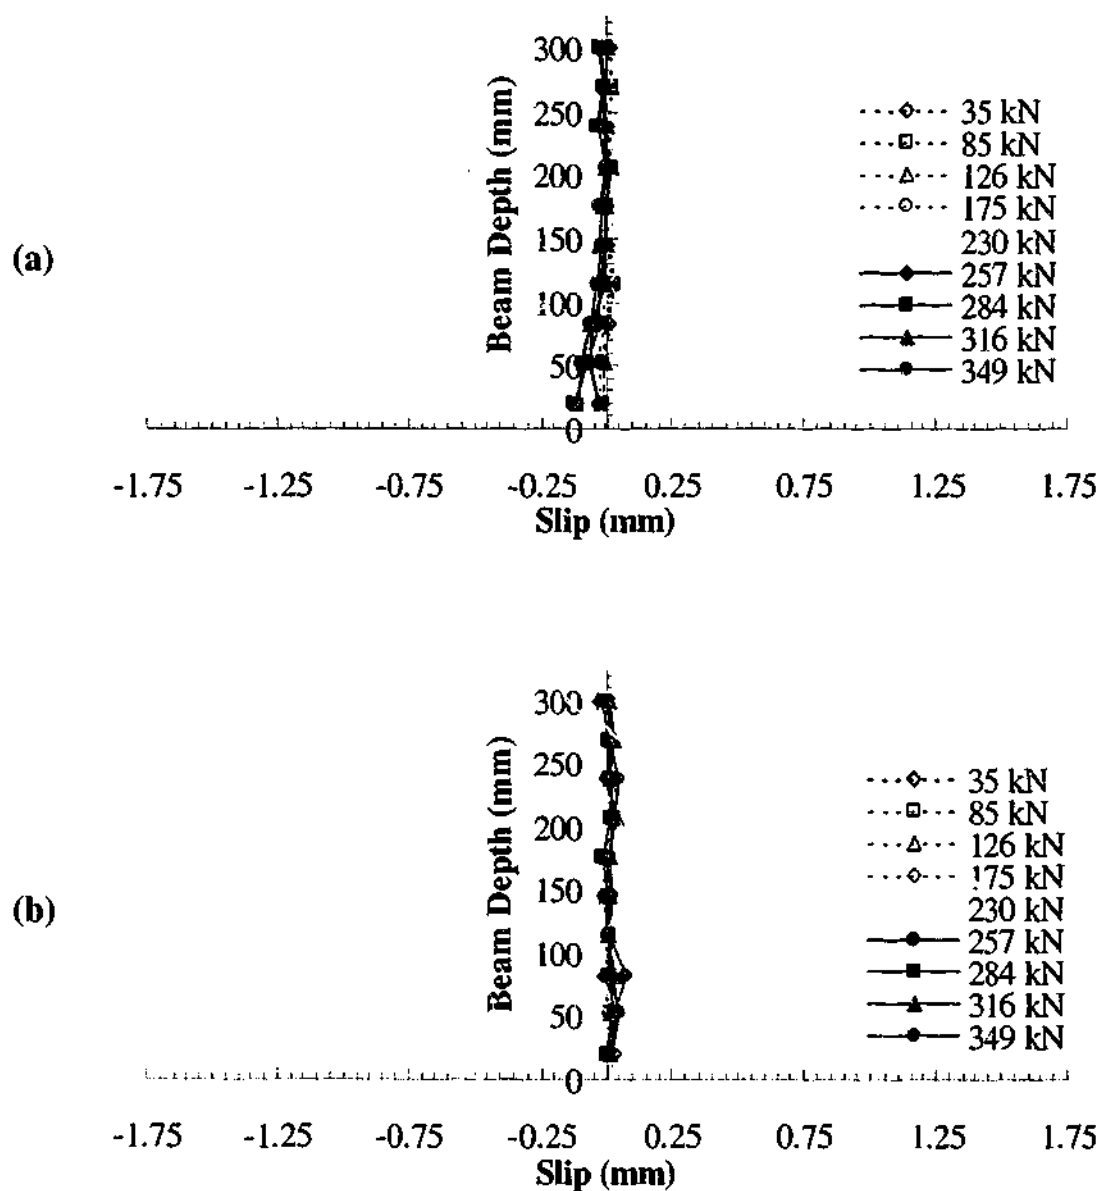 (a)
Beam Depth (mm)
300
250
200
150
100
50
0
-1.75 -1.25 -0.75 -0.25 0.25 0.75 1.25 1.75
Slip (mm)
35 kN
85 kN
126 kN
175 kN
230 kN
257 kN
284 kN
316 kN
349 kN
(b)
Beam Depth (mm)
300
250
200
150
100
50
0
-1.75 -1.25 -0.75 -0.25 0.25 0.75 1.25 1.75
Slip (mm)
35 kN
85 kN
126 kN
175 kN
230 kN
257 kN
284 kN
316 kN
349 kN